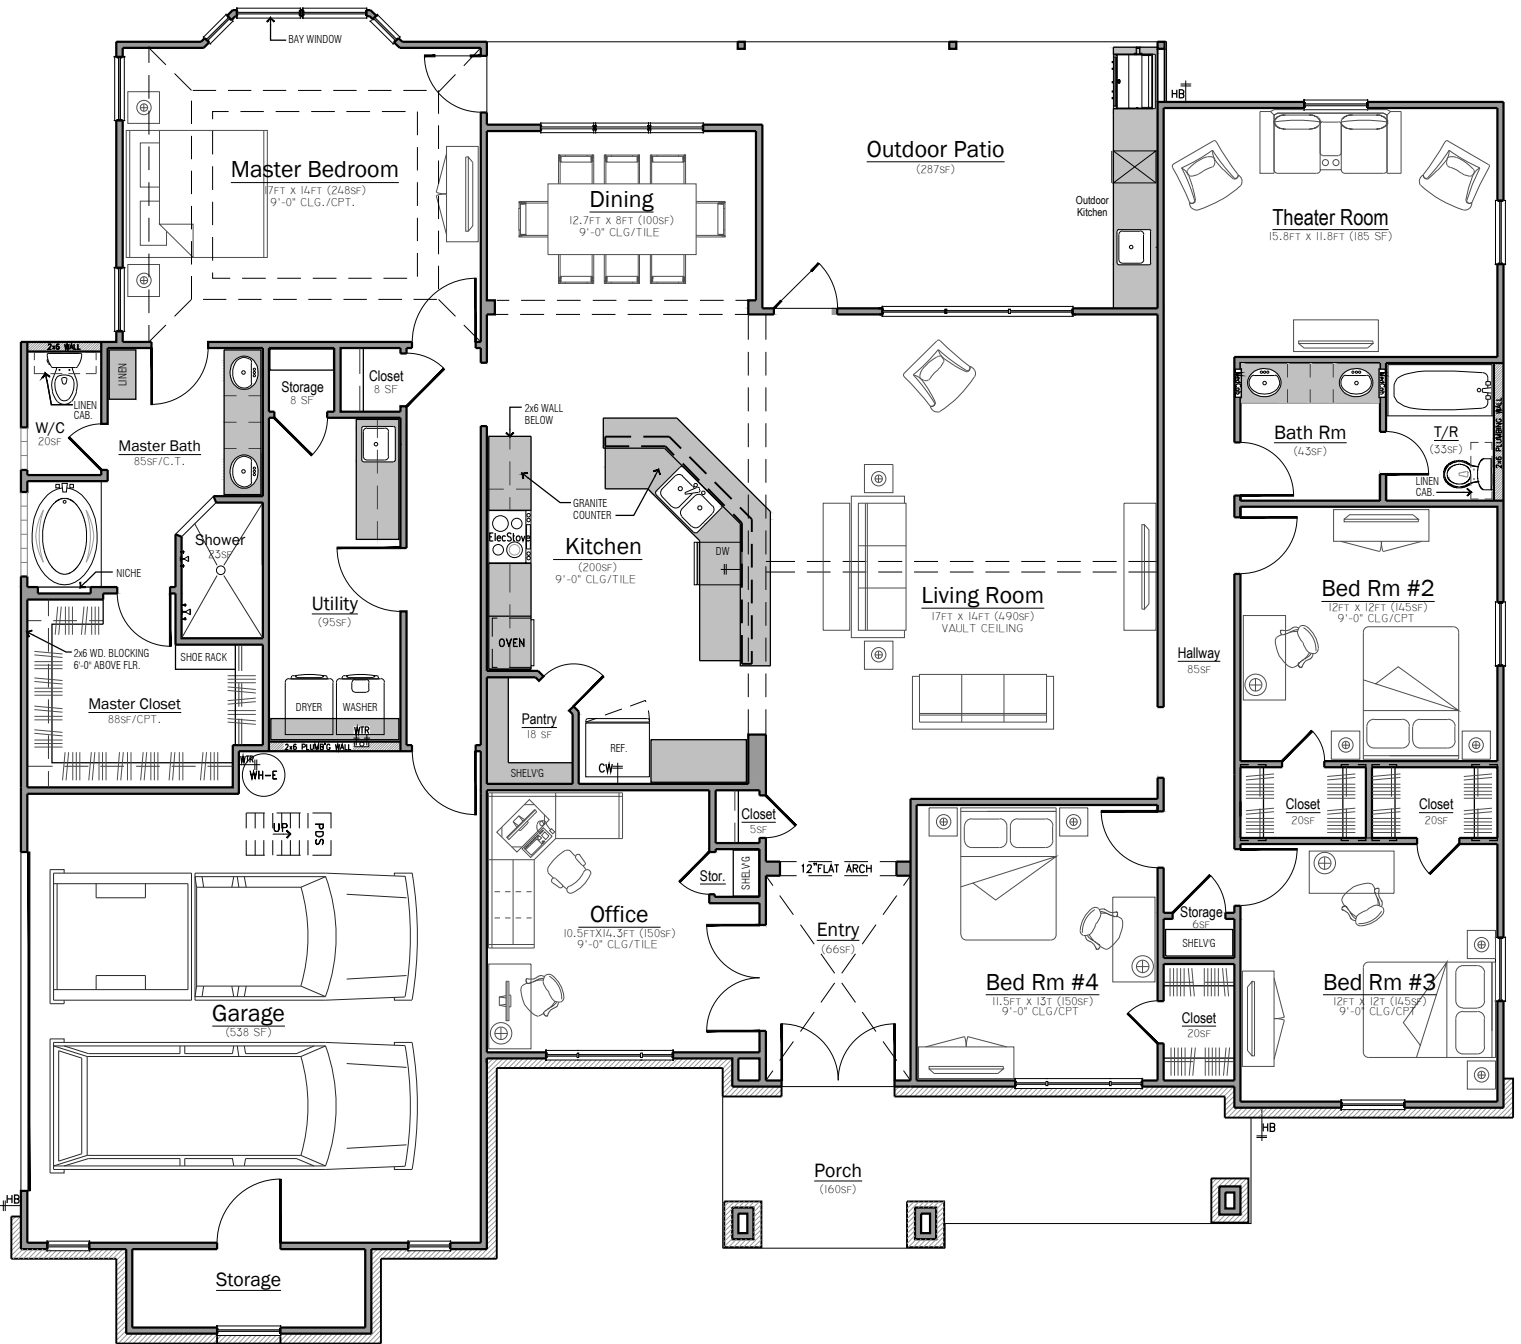 BAY WINDOW
HB
Master Bedroom
17FT X 14FT (248SF)
9'-0" CLG./CPT.
Dining
12.7FT X 8FT (100SF)
9'-0" CLG/TILE
Outdoor Patio
(287SF)
Outdoor
Kitchen
Theater Room
15.8FT X 11.8FT (185 SF)
2x6 WALL
LINEN
LINEN
CAB.
W/C
20SF
Master Bath
85SF/C.T.
Storage
8 SF
Closet
8 SF
2x6 WALL
BELOW
GRANITE
COUNTER
ElecStove
Kitchen
(200SF)
9'-0" CLG/TILE
DW
OVEN
Living Room
17FT X 14FT (490SF)
VAULT CEILING
Bath Rm
(43SF)
T/R
(33SF)
LINEN
CAB.
2x6 PLUMBING WALL
Shower
23SF
NICHE
Utility
(95SF)
Bed Rm #2
12FT X 12FT (145SF)
9'-0" CLG/CPT
Hallway
85SF
2x6 WD. BLOCKING
6'-0" ABOVE FLR.
SHOE RACK
Master Closet
88SF/CPT.
DRYER
WASHER
WTR
2x6 PLUMB'G WALL
WTR
WH-E
Pantry
18 SF
SHELV'G
REF.
CW
UP
PDS
Closet
5SF
Stor.
SHELV'G
12"FLAT ARCH
Closet
20SF
Closet
20SF
Office
10.5FTX14.3FT (150SF)
9'-0" CLG/TILE
Entry
(66SF)
Storage
6SF
SHELV'G
Bed Rm #4
11.5FT X 13T (150SF)
9'-0" CLG/CPT
Closet
20SF
Bed Rm #3
12FT X 12T (145SF)
9'-0" CLG/CPT
Garage
(538 SF)
HB
Porch
(160SF)
HB
Storage